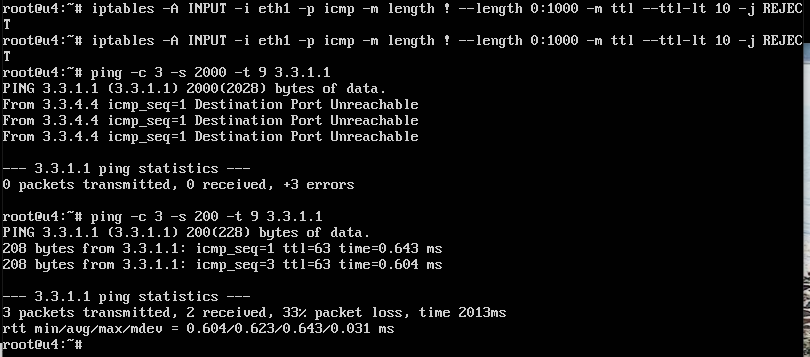 root@u4:~# iptables -A INPUT -i eth1 -p icmp -m length ! --length 0:1000 -m ttl --ttl-lt 10 -j REJEC
T
root@u4:~# iptables -A INPUT -i eth1 -p icmp -m length ! --length 0:1000 -m ttl --ttl-lt 10 -j REJEC
T
root@u4:~# ping -c 3 -s 2000 -t 9 3.3.1.1
PING 3.3.1.1 (3.3.1.1) 2000(2028) bytes of data.
From 3.3.4.4 icmp_seq=1 Destination Port Unreachable
From 3.3.4.4 icmp_seq=1 Destination Port Unreachable
From 3.3.4.4 icmp_seq=1 Destination Port Unreachable
--- 3.3.1.1 ping statistics ---
0 packets transmitted, 0 received, +3 errors
root@u4:~# ping -c 3 -s 200 -t 9 3.3.1.1
PING 3.3.1.1 (3.3.1.1) 200(228) bytes of data.
208 bytes from 3.3.1.1: icmp_seq=1 ttl=63 time=0.643 ms
208 bytes from 3.3.1.1: icmp_seq=3 ttl=63 time=0.604 ms
--- 3.3.1.1 ping statistics ---
3 packets transmitted, 2 received, 33% packet loss, time 2013ms
rtt min/avg/max/mdev = 0.604/0.623/0.643/0.031 ms
root@u4:~#